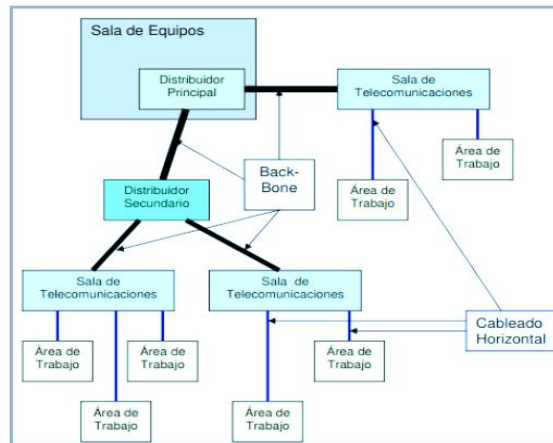 Sala de Equipos
Distribuidor
Principal
Sala de
Telecomunicaciones
Área de
Trabajo
Área de
Trabajo
Back-
Bone
Distribuidor
Secundario
Sala de
Telecomunicaciones
Sala de
Telecomunicaciones
Cableado
Horizontal
Área de
Trabajo
Área de
Trabajo
Área de
Trabajo
Área de
Trabajo
Área de
Trabajo